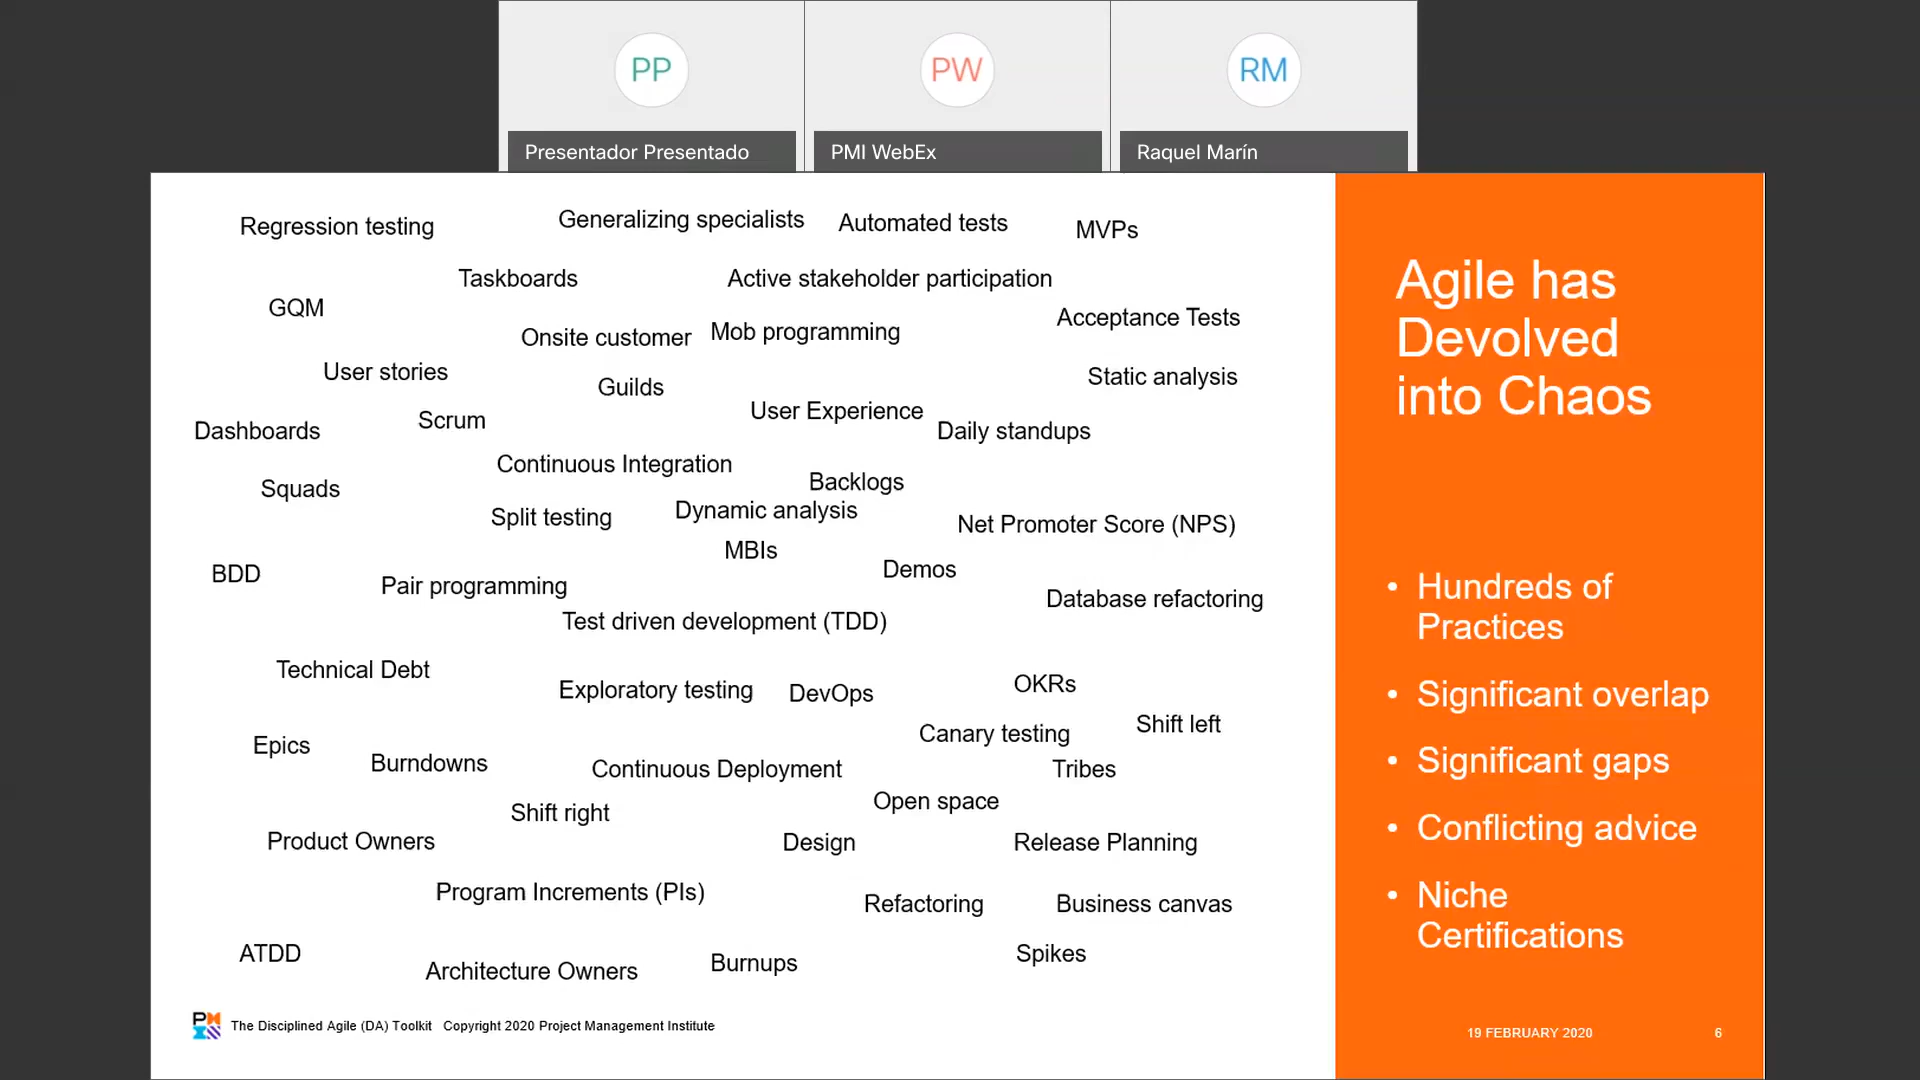 PP
PW
RM
Presentador Presentado
PMI WebEx
Raquel Marín
Regression testing
Generalizing specialists
Automated tests
MVPs
Taskboards
Active stakeholder participation
GQM
Onsite customer
Mob programming
Acceptance Tests
User stories
Guilds
Static analysis
Dashboards
Scrum
User Experience
Daily standups
Continuous Integration
Backlogs
Squads
Split testing
Dynamic analysis
Net Promoter Score (NPS)
MBIs
BDD
Pair programming
Demos
Database refactoring
Test driven development (TDD)
Technical Debt
Exploratory testing
DevOps
OKRs
Canary testing
Shift left
Epics
Burndowns
Continuous Deployment
Tribes
Shift right
Open space
Product Owners
Design
Release Planning
Program Increments (PIs)
Refactoring
Business canvas
ATDD
Architecture Owners
Burnups
Spikes
The Disciplined Agile (DA) Toolkit Copyright 2020 Project Management Institute
Agile has
Devolved
into Chaos
• Hundreds of
Practices
• Significant overlap
• Significant gaps
• Conflicting advice
• Niche
Certifications
19 FEBRUARY 2020
6